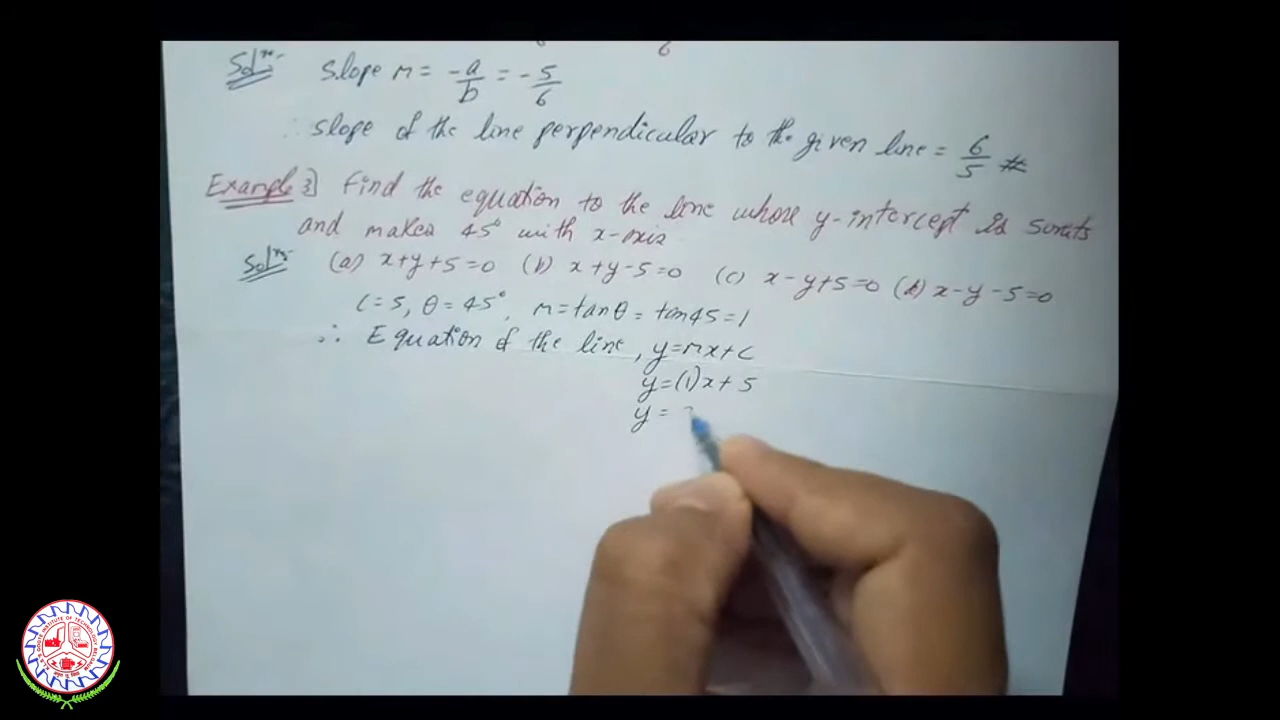 6
Solⁿ:- slope m = -a/b = -5/6
∴ slope of the line perpendicular to the given line = 6/5 #
Example 3] Find the equation to the line whose y-intercept is 5units
and makes 45° with x-axis
Solⁿ:- (a) x+y+5=0 (b) x+y-5=0 (c) x-y+5=0 (d) x-y-5=0
C=5, θ=45°, m=tanθ = tan45=1
∴ Equation of the line, y=mx+c
y=(1)x+5
y=